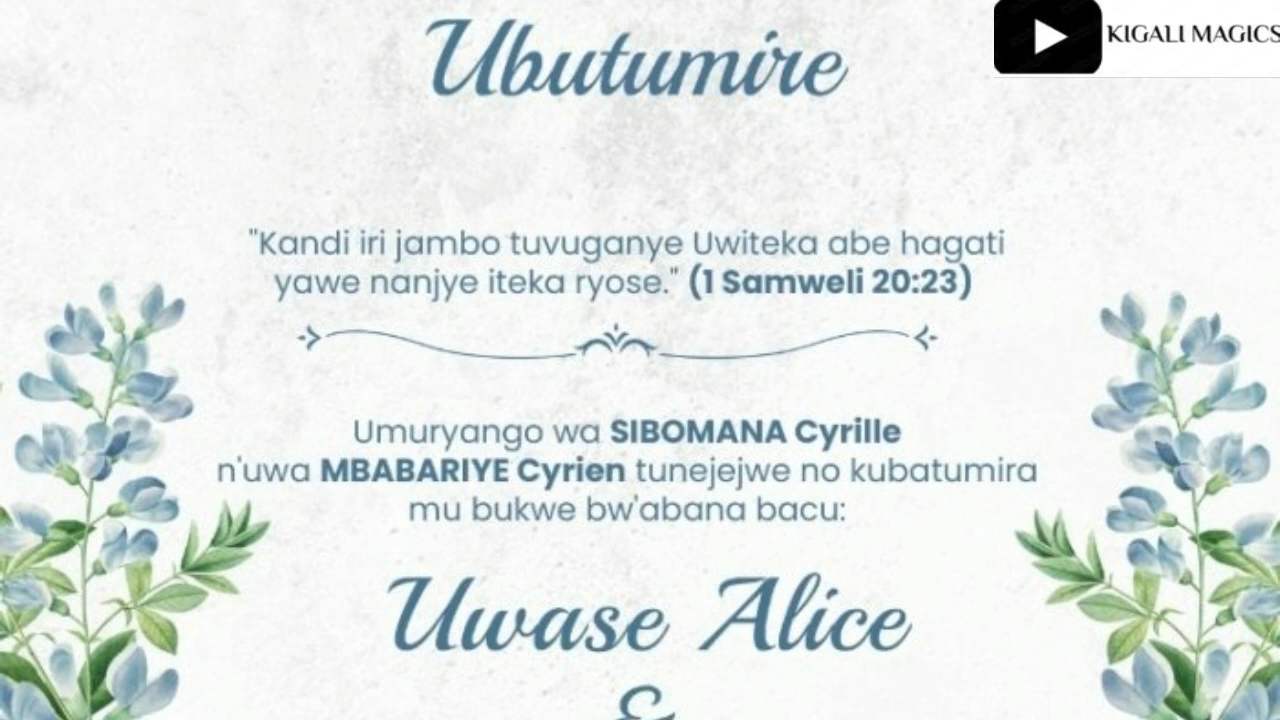 KIGALI MAGICS
Ubutumire
"Kandi iri jambo tuvuganye Uwiteka abe hagati
yawe nanjye iteka ryose." (1 Samweli 20:23)
Umuryango wa SIBOMANA Cyrille
n'uwa MBABARIYE Cyrien tunejejwe no kubatumira
mu bukwe bw'abana bacu:
Uwase Alice
&